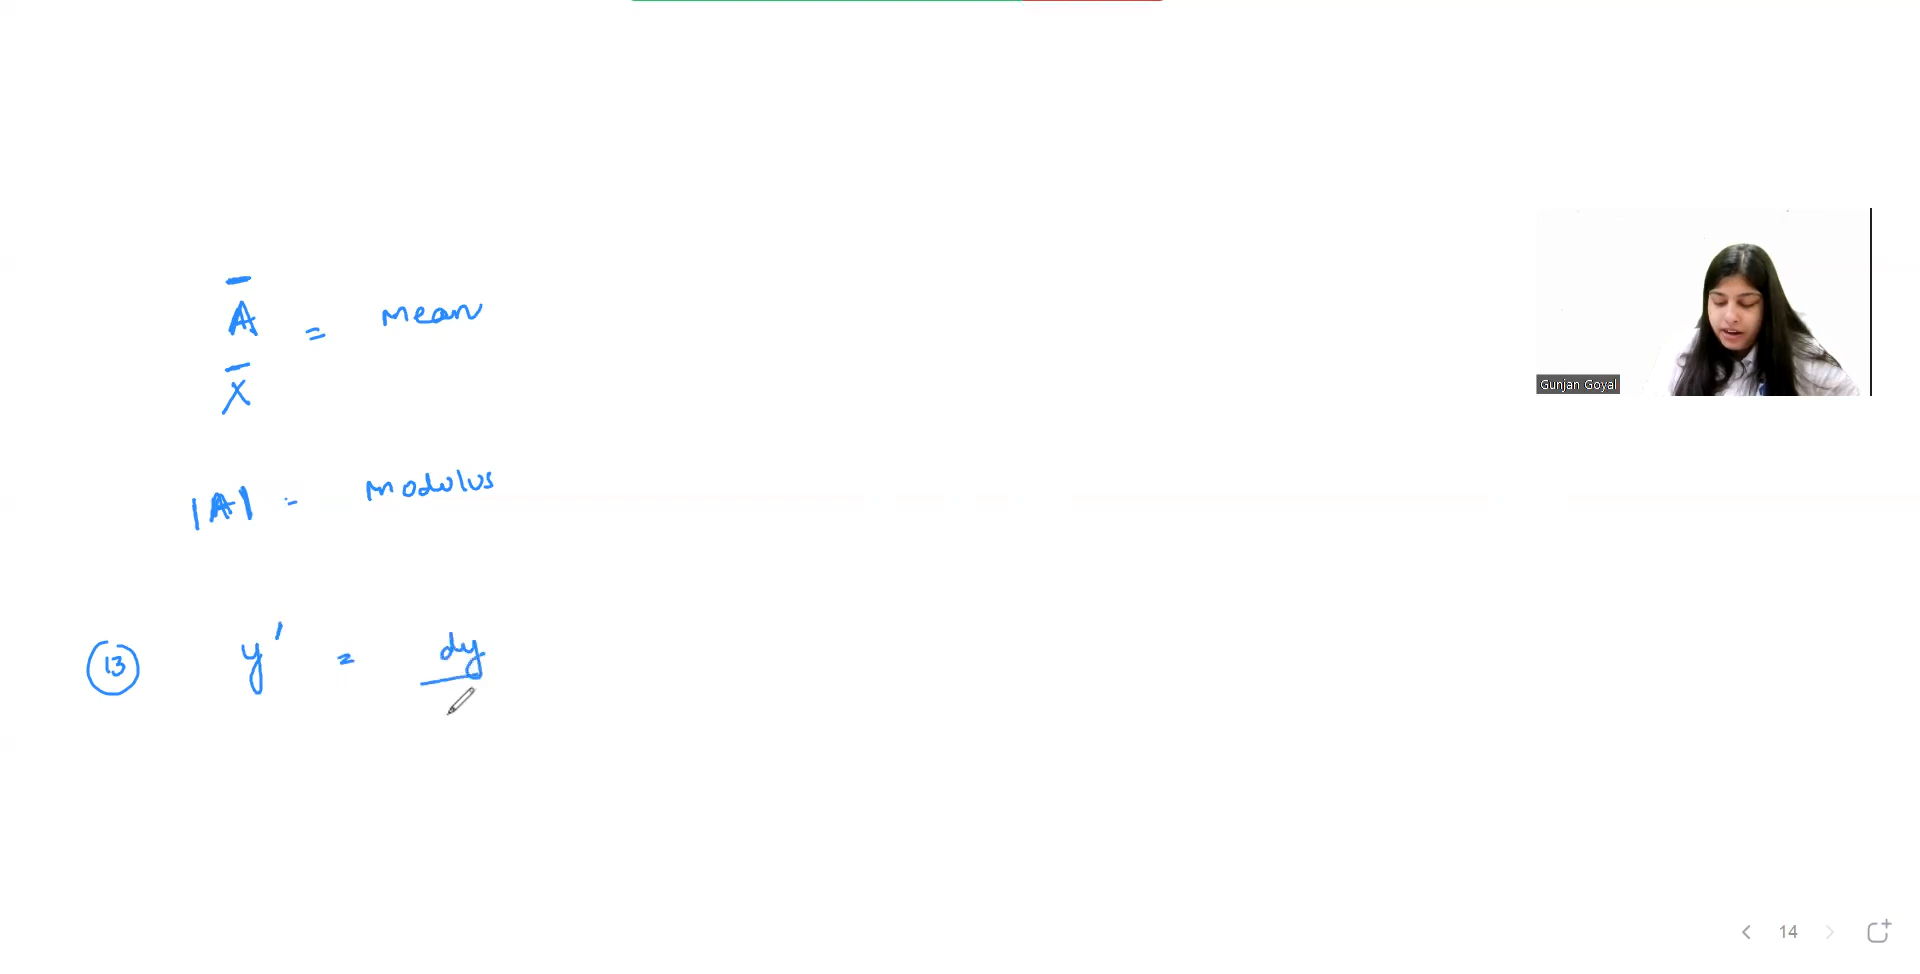 A̅ = mean
X̅
|A| = modulus
13 y' = dy
Gunjan Goyal
14